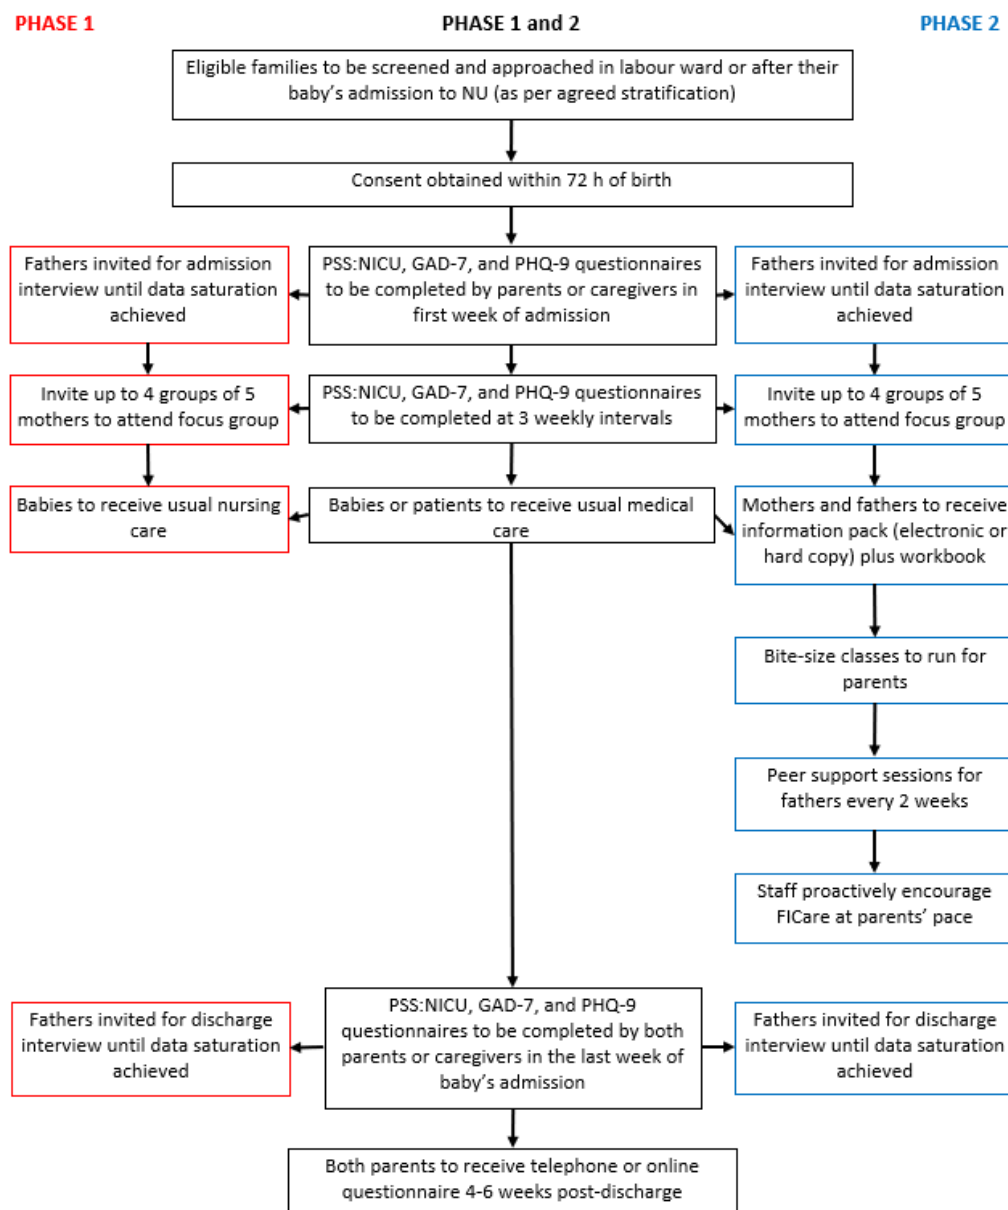 PHASE 1
PHASE 1 and 2
PHASE 2
Eligible families to be screened and approached in labour ward or after their
baby's admission to NU (as per agreed stratification)
Consent obtained within 72 h of birth
Fathers invited for admission
interview until data saturation
achieved
PSS:NICU, GAD-7, and PHQ-9 questionnaires
to be completed by parents or caregivers in
first week of admission
Fathers invited for admission
interview until data saturation
achieved
Invite up to 4 groups of 5
mothers to attend focus group
PSS:NICU, GAD-7, and PHQ-9 questionnaires
to be completed at 3 weekly intervals
Invite up to 4 groups of 5
mothers to attend focus group
Babies to receive usual nursing
care
Babies or patients to receive usual medical
care
Mothers and fathers to receive
information pack (electronic or
hard copy) plus workbook
Bite-size classes to run for
parents
Peer support sessions for
fathers every 2 weeks
Staff proactively encourage
FICare at parents' pace
Fathers invited for discharge
interview until data saturation
achieved
PSS:NICU, GAD-7, and PHQ-9
questionnaires to be completed by both
parents or caregivers in the last week of
baby's admission
Fathers invited for discharge
interview until data saturation
achieved
Both parents to receive telephone or online
questionnaire 4-6 weeks post-discharge